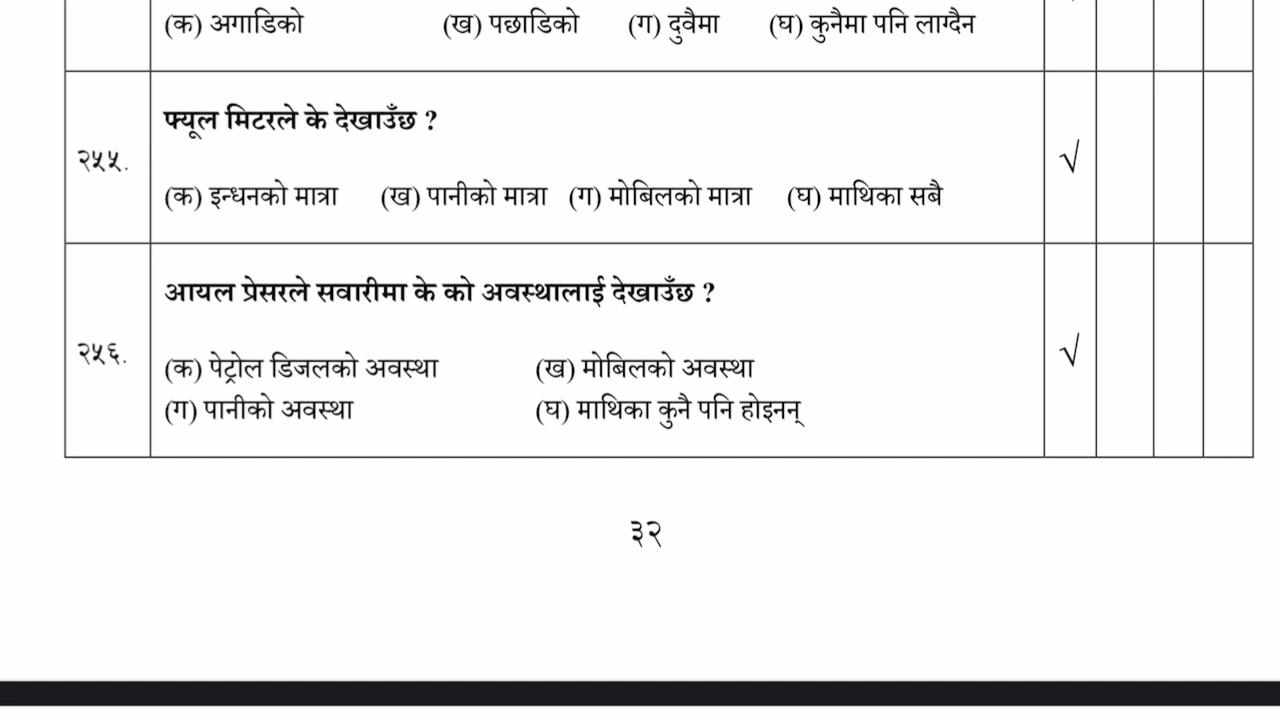 (क) अगाडिको (ख) पछाडिको (ग) दुवैमा (घ) कुनैमा पनि लाग्दैन
फ्यूल मिटरले के देखाउँछ ?
२५५. √
(क) इन्धनको मात्रा (ख) पानीको मात्रा (ग) मोबिलको मात्रा (घ) माथिका सबै
आयल प्रेसरले सवारीमा के को अवस्थालाई देखाउँछ ?
२५६. √
(क) पेट्रोल डिजलको अवस्था (ख) मोबिलको अवस्था
(ग) पानीको अवस्था (घ) माथिका कुनै पनि होइनन्
३२